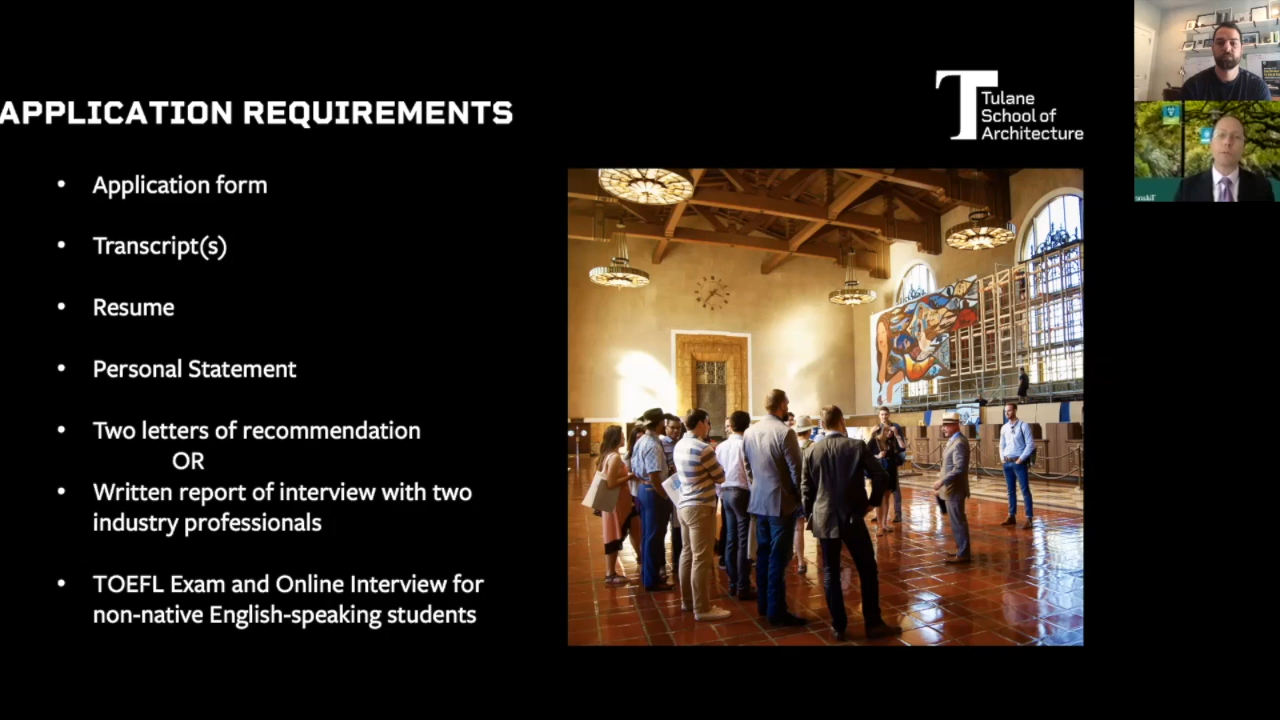 APPLICATION REQUIREMENTS
Tulane
School of
Architecture
• Application form
• Transcript(s)
• Resume
• Personal Statement
• Two letters of recommendation
OR
• Written report of interview with two
industry professionals
• TOEFL Exam and Online Interview for
non-native English-speaking students